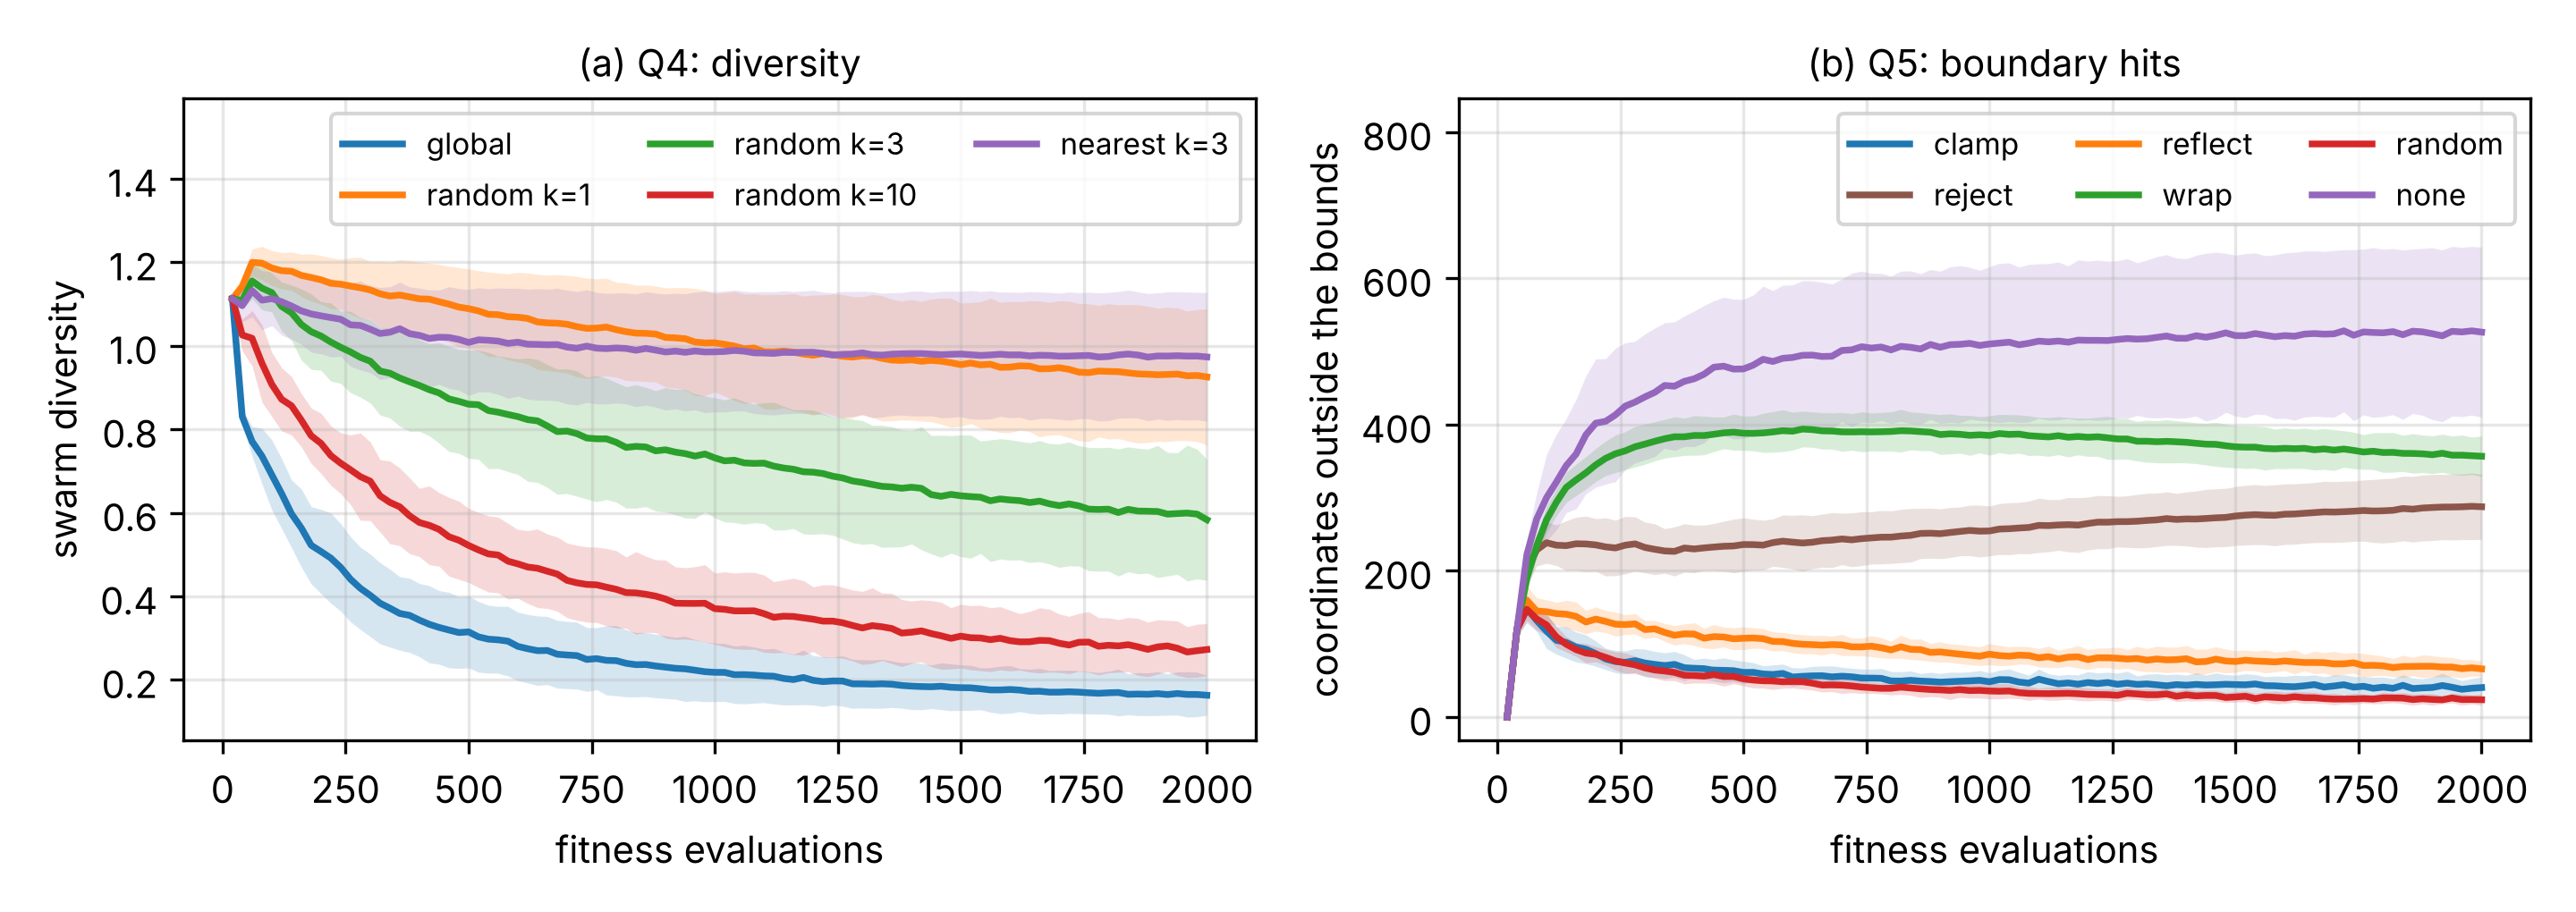 (a) Q4: diversity
global
random k=1
random k=3
random k=10
nearest k=3
swarm diversity
1.4
1.2
1.0
0.8
0.6
0.4
0.2
0 250 500 750 1000 1250 1500 1750 2000
fitness evaluations
(b) Q5: boundary hits
clamp
reject
reflect
wrap
random
none
coordinates outside the bounds
800
600
400
200
0
0 250 500 750 1000 1250 1500 1750 2000
fitness evaluations